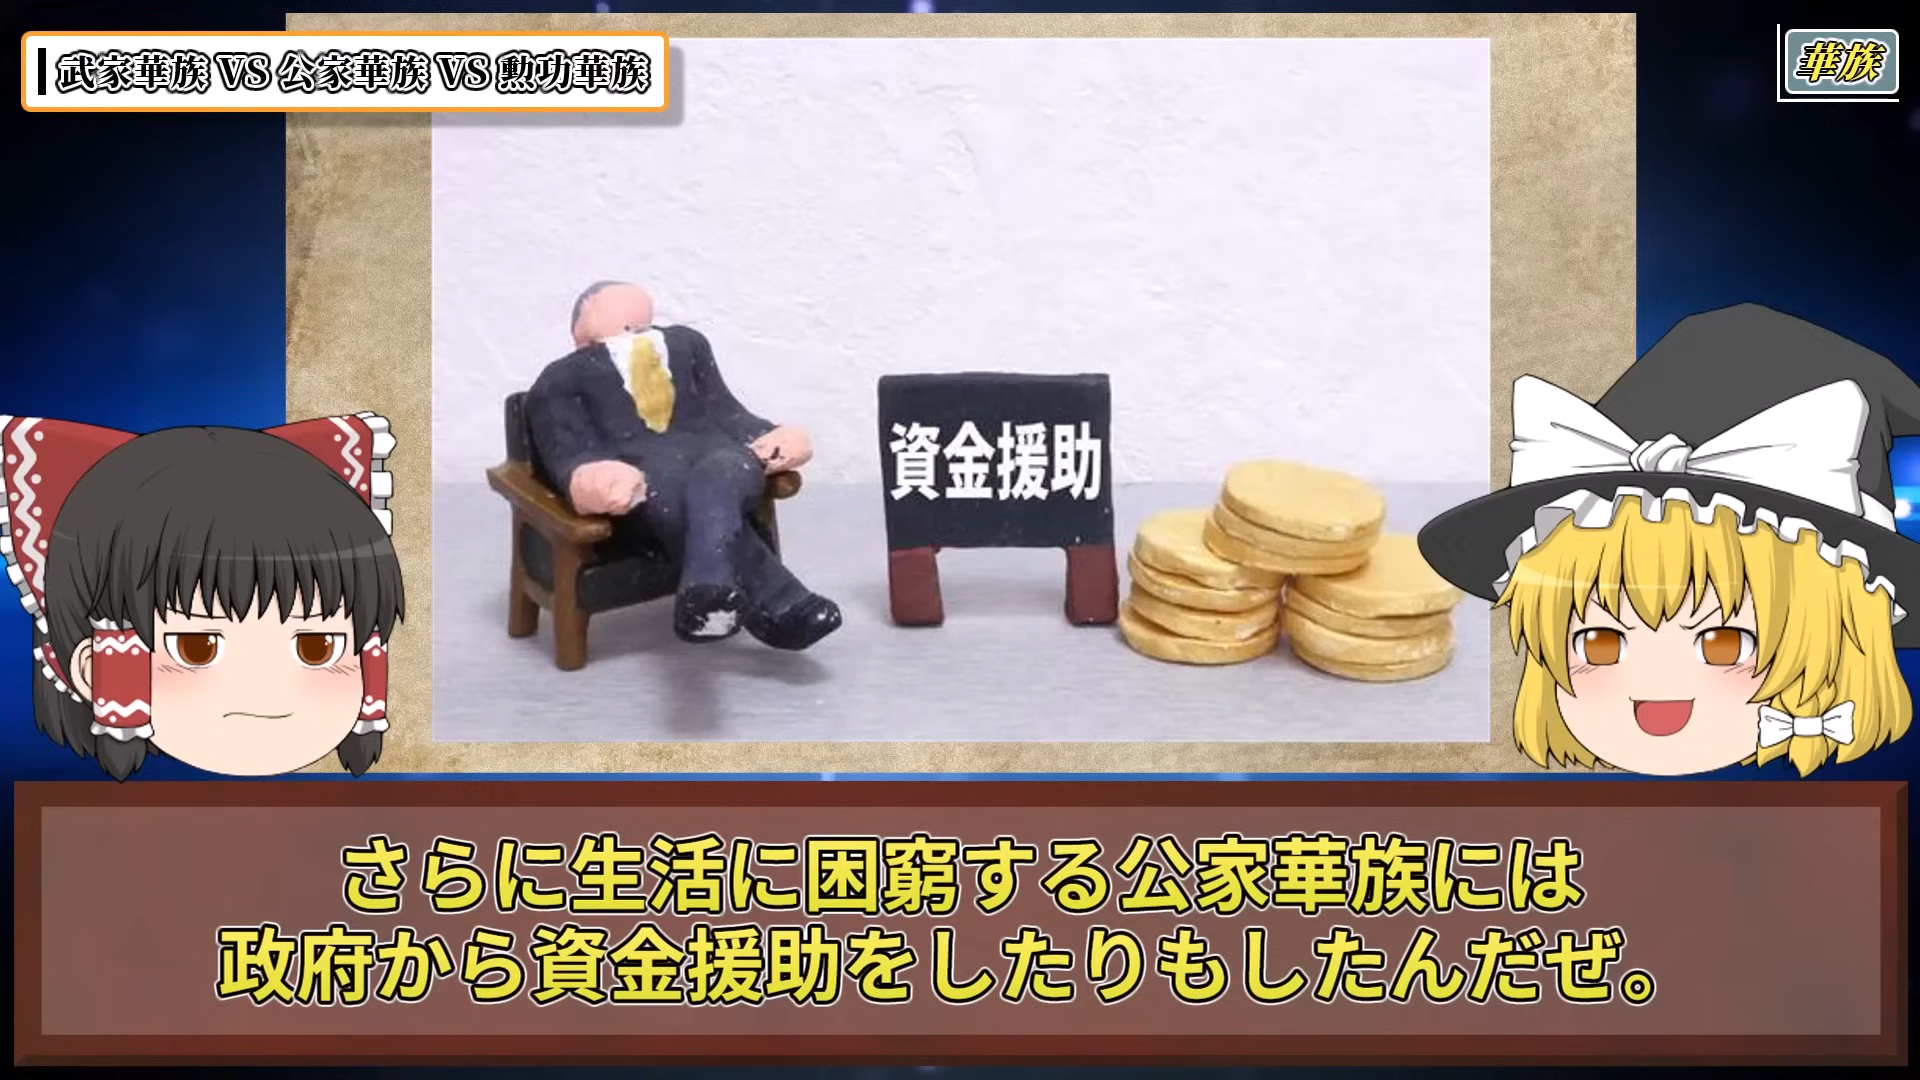 武家華族 VS 公家華族 VS 勲功華族
華族
資金援助
さらに生活に困窮する公家華族には
政府から資金援助をしたりもしたんだぜ。